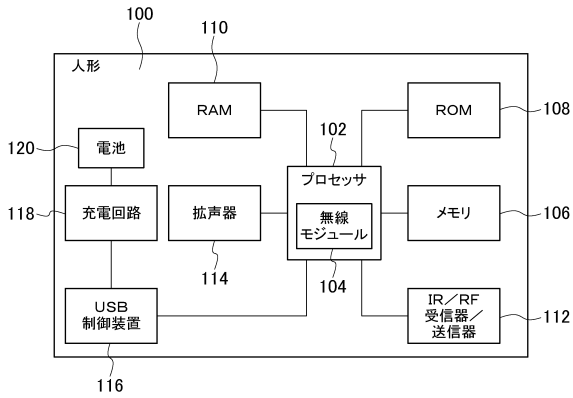 100
110
人形
RAM
ROM
108
102
120
電池
プロセッサ
118
充電回路
拡声器
無線
モジュール
メモリ
106
114
104
USB
制御装置
IR／RF
受信器／
送信器
112
116